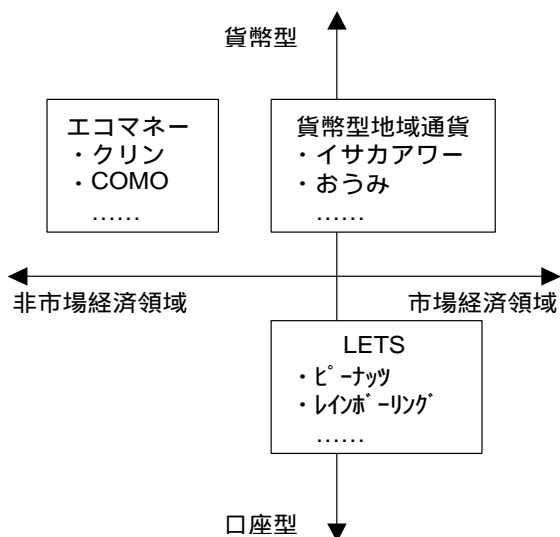 貨幣型
エコマネー
・クリン
・COMO
……
貨幣型地域通貨
・イサカアワー
・おうみ
……
非市場経済領域
市場経済領域
LETS
・ﾋﾟｰﾅｯﾂ
・ﾚｲﾝﾎﾞｰﾘﾝｸﾞ
……
口座型